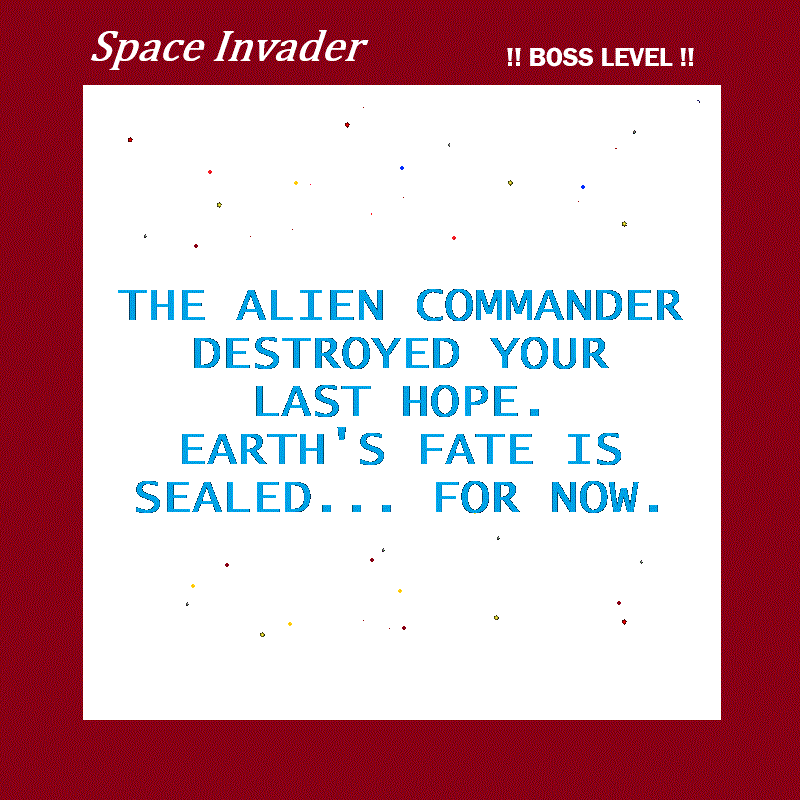 Space Invader
!! BOSS LEVEL !!
THE ALIEN COMMANDER
DESTROYED YOUR
LAST HOPE.
EARTH'S FATE IS
SEALED... FOR NOW.